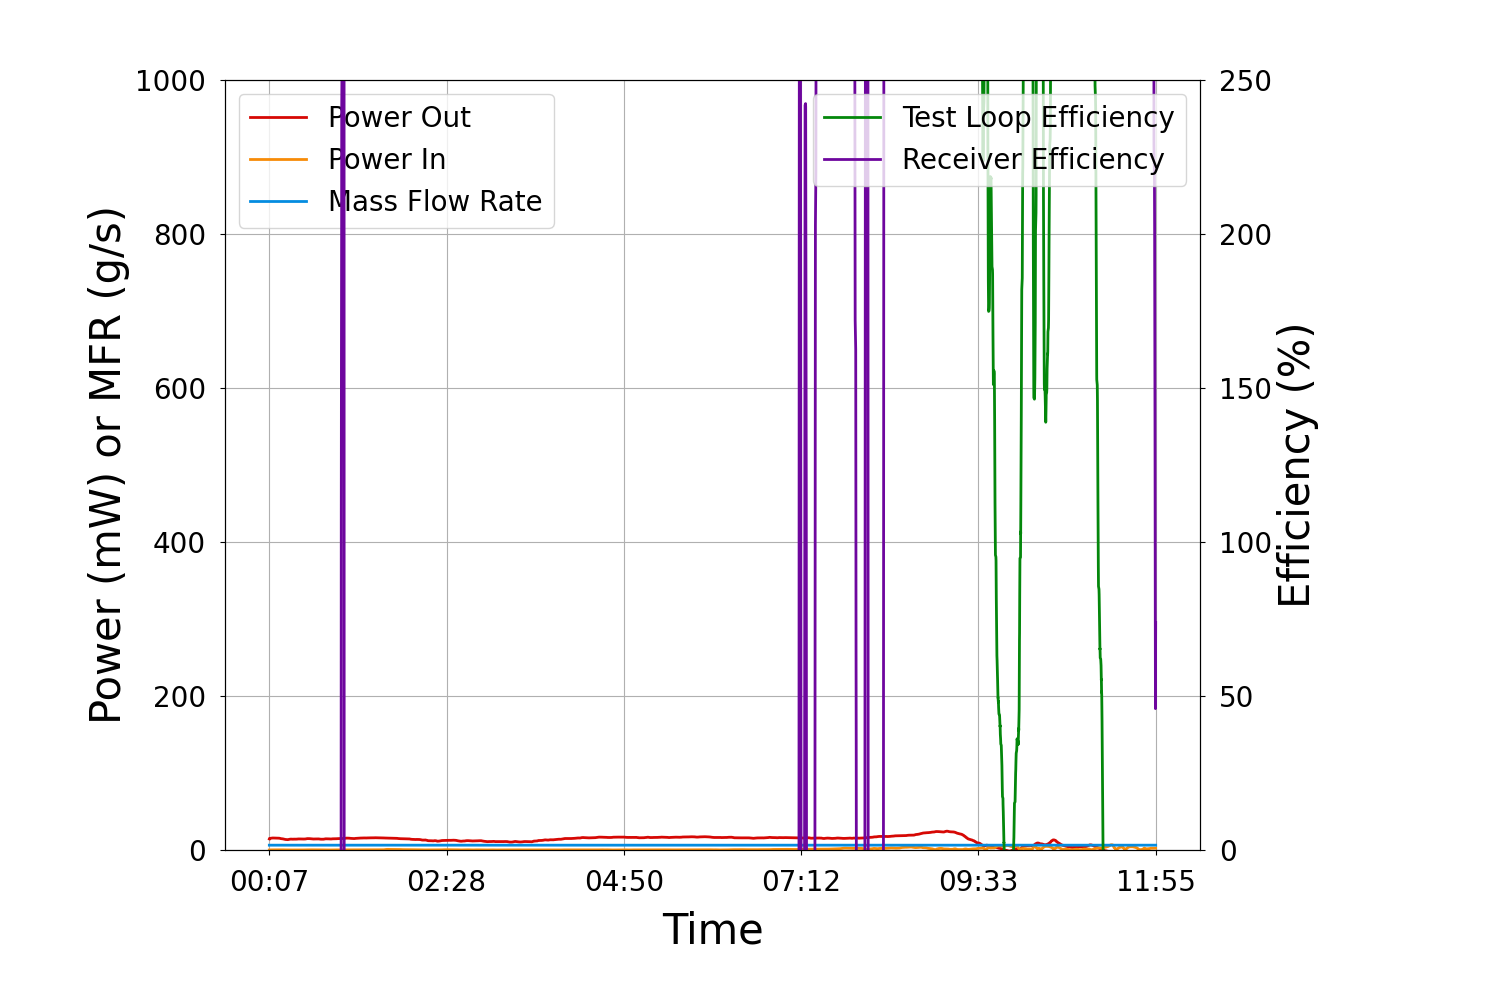 1000
800
600
400
200
0
Power (mW) or MFR (g/s)
Power Out
Power In
Mass Flow Rate
Test Loop Efficiency
Receiver Efficiency
250
200
150
100
50
0
Efficiency (%)
00:07 02:28 04:50 07:12 09:33 11:55
Time